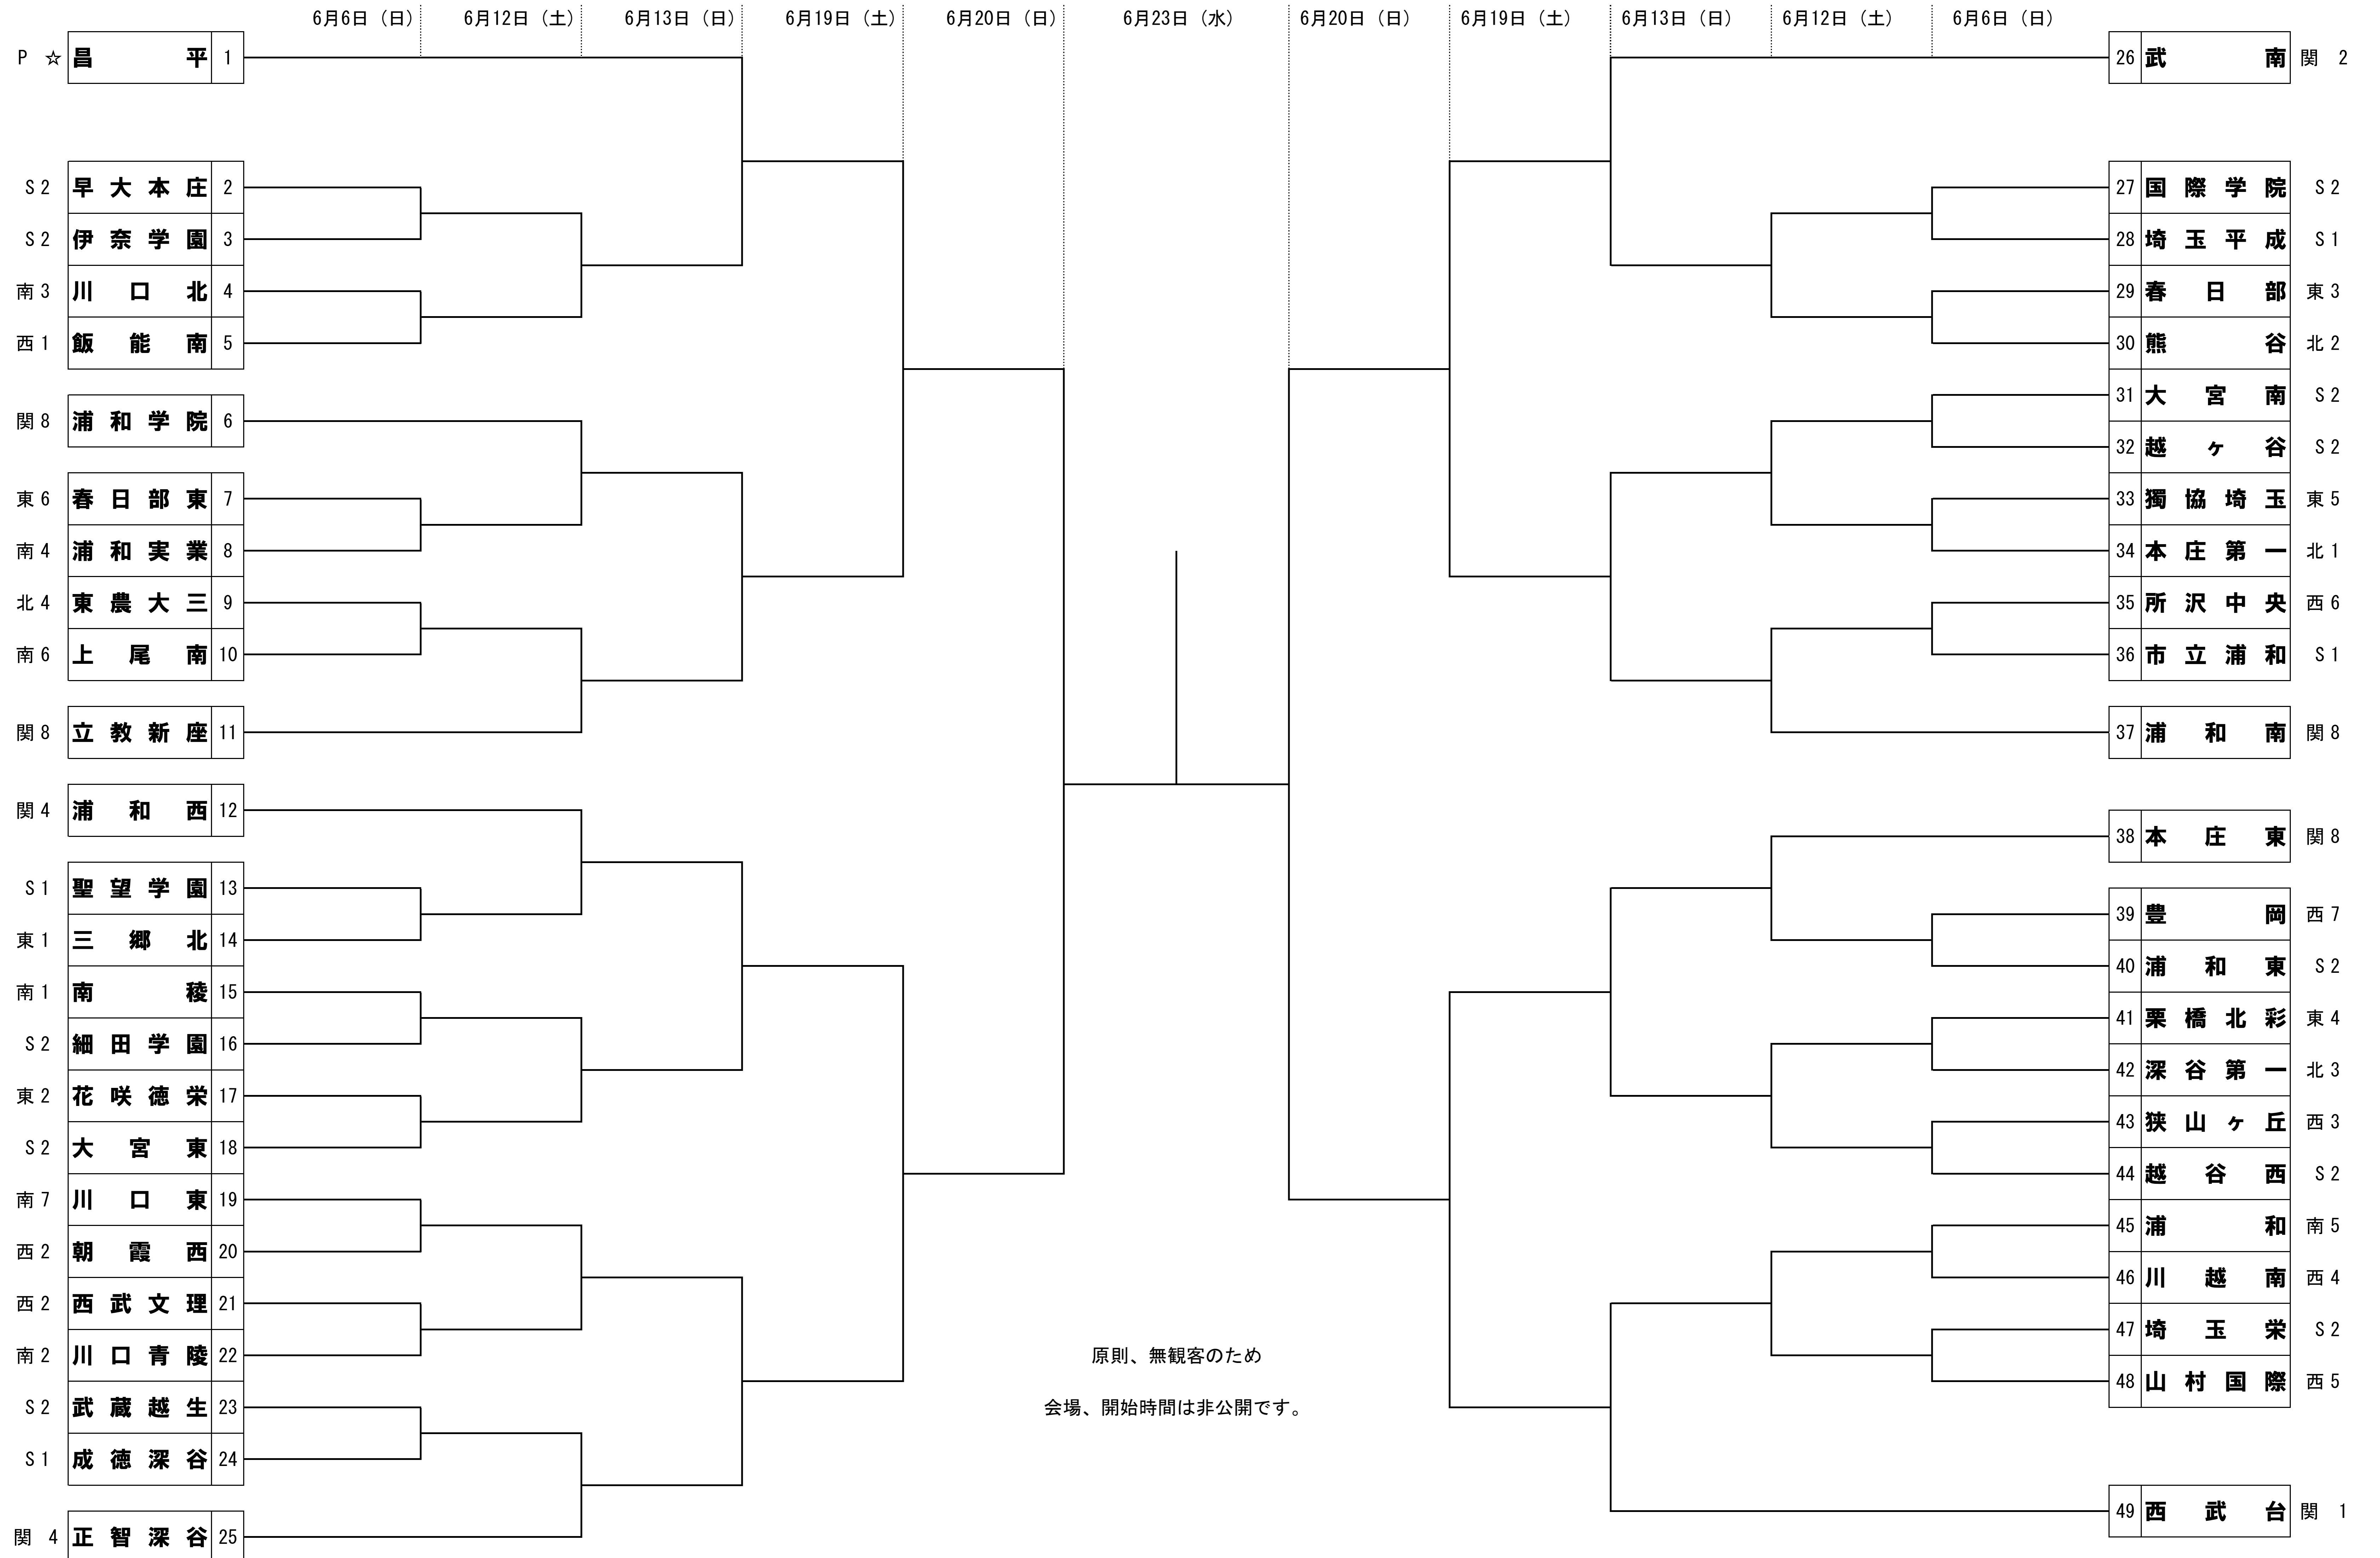 6月6日（日） 6月12日（土） 6月13日（日） 6月19日（土） 6月20日（日） 6月23日（水） 6月20日（日） 6月19日（土） 6月13日（日） 6月12日（土） 6月6日（日）
P ☆ 昌平 1
S2 早大本庄 2
S2 伊奈学園 3
南3 川口北 4
西1 飯能南 5
関8 浦和学院 6
東6 春日部東 7
南4 浦和実業 8
北4 東農大三 9
南6 上尾南 10
関8 立教新座 11
関4 浦和西 12
S1 聖望学園 13
東1 三郷北 14
南1 南稜 15
S2 細田学園 16
東2 花咲徳栄 17
S2 大宮東 18
南7 川口東 19
西2 朝霞西 20
西2 西武文理 21
南2 川口青陵 22
S2 武蔵越生 23
S1 成徳深谷 24
関 4 正智深谷 25
26 武南 関 2
27 国際学院 S2
28 埼玉平成 S1
29 春日部 東3
30 熊谷 北2
31 大宮南 S2
32 越ヶ谷 S2
33 獨協埼玉 東5
34 本庄第一 北1
35 所沢中央 西6
36 市立浦和 S1
37 浦和南 関8
38 本庄東 関8
39 豊岡 西7
40 浦和東 S2
41 栗橋北彩 東4
42 深谷第一 北3
43 狭山ヶ丘 西3
44 越谷西 S2
45 浦和 南5
46 川越南 西4
47 埼玉栄 S2
48 山村国際 西5
49 西武台 関 1
原則、無観客のため
会場、開始時間は非公開です。